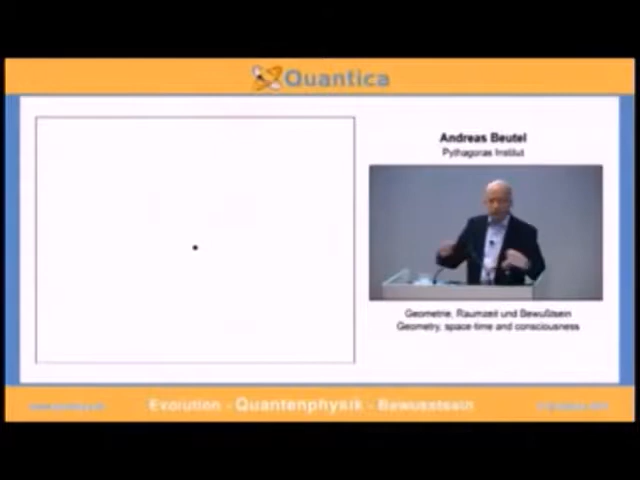 Quantica
Andreas Beutel
Pythagoras Institut
Geometrie, Raumzeit und Bewußtsein
Geometry, space-time and consciousness
Evolution - Quantenphysik - Bewusstsein